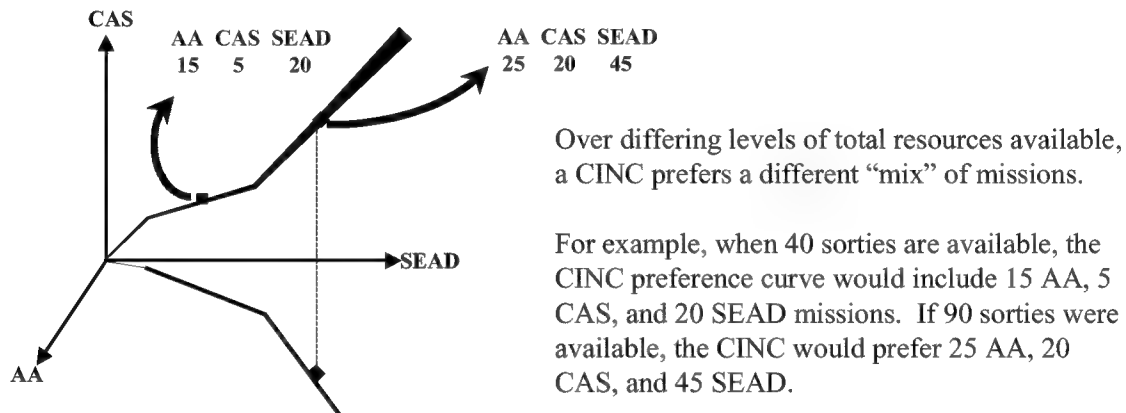 CAS
AA CAS SEAD
15 5 20
AA CAS SEAD
25 20 45
Over differing levels of total resources available,
a CINC prefers a different “mix” of missions.
For example, when 40 sorties are available, the
CINC preference curve would include 15 AA, 5
CAS, and 20 SEAD missions. If 90 sorties were
available, the CINC would prefer 25 AA, 20
CAS, and 45 SEAD.
SEAD
AA